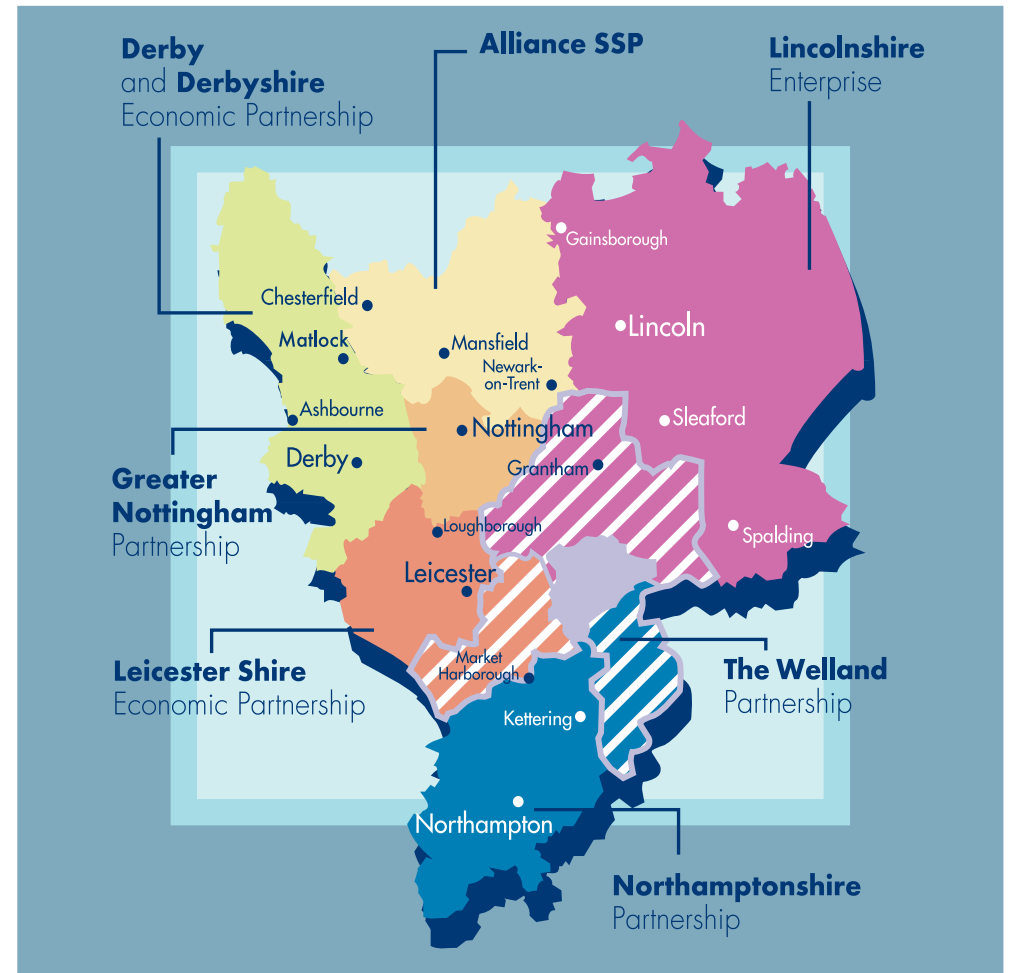 Derby
and Derbyshire
Economic Partnership
Alliance SSP
Lincolnshire
Enterprise
Gainsborough
Chesterfield
Lincoln
Matlock
Mansfield
Newark-
on-Trent
Ashbourne
Sleaford
Nottingham
Derby
Grantham
Greater
Nottingham
Partnership
Loughborough
Spalding
Leicester
Leicester Shire
Economic Partnership
Market
Harborough
The Welland
Partnership
Kettering
Northampton
Northamptonshire
Partnership